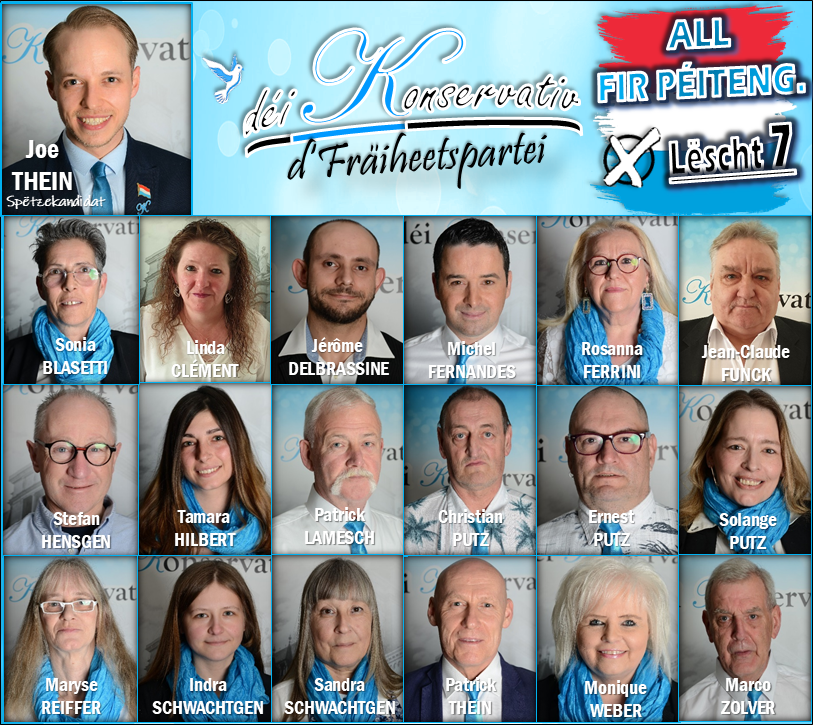 Joe
THEIN
Spëtzekandidat
déi Konservativ
d'Fräiheetspartei
ALL
FIR PÉITENG.
Lëscht 7
Sonia
BLASETTI
Linda
CLÉMENT
Jérôme
DELBRASSINE
Michel
FERNANDES
Rosanna
FERRINI
Jean-Claude
FUNCK
Stefan
HENSGEN
Tamara
HILBERT
Patrick
LAMESCH
Christian
PUTZ
Ernest
PUTZ
Solange
PUTZ
Maryse
REIFFER
Indra
SCHWACHTGEN
Sandra
SCHWACHTGEN
Patrick
THEIN
Monique
WEBER
Marco
ZOLVER